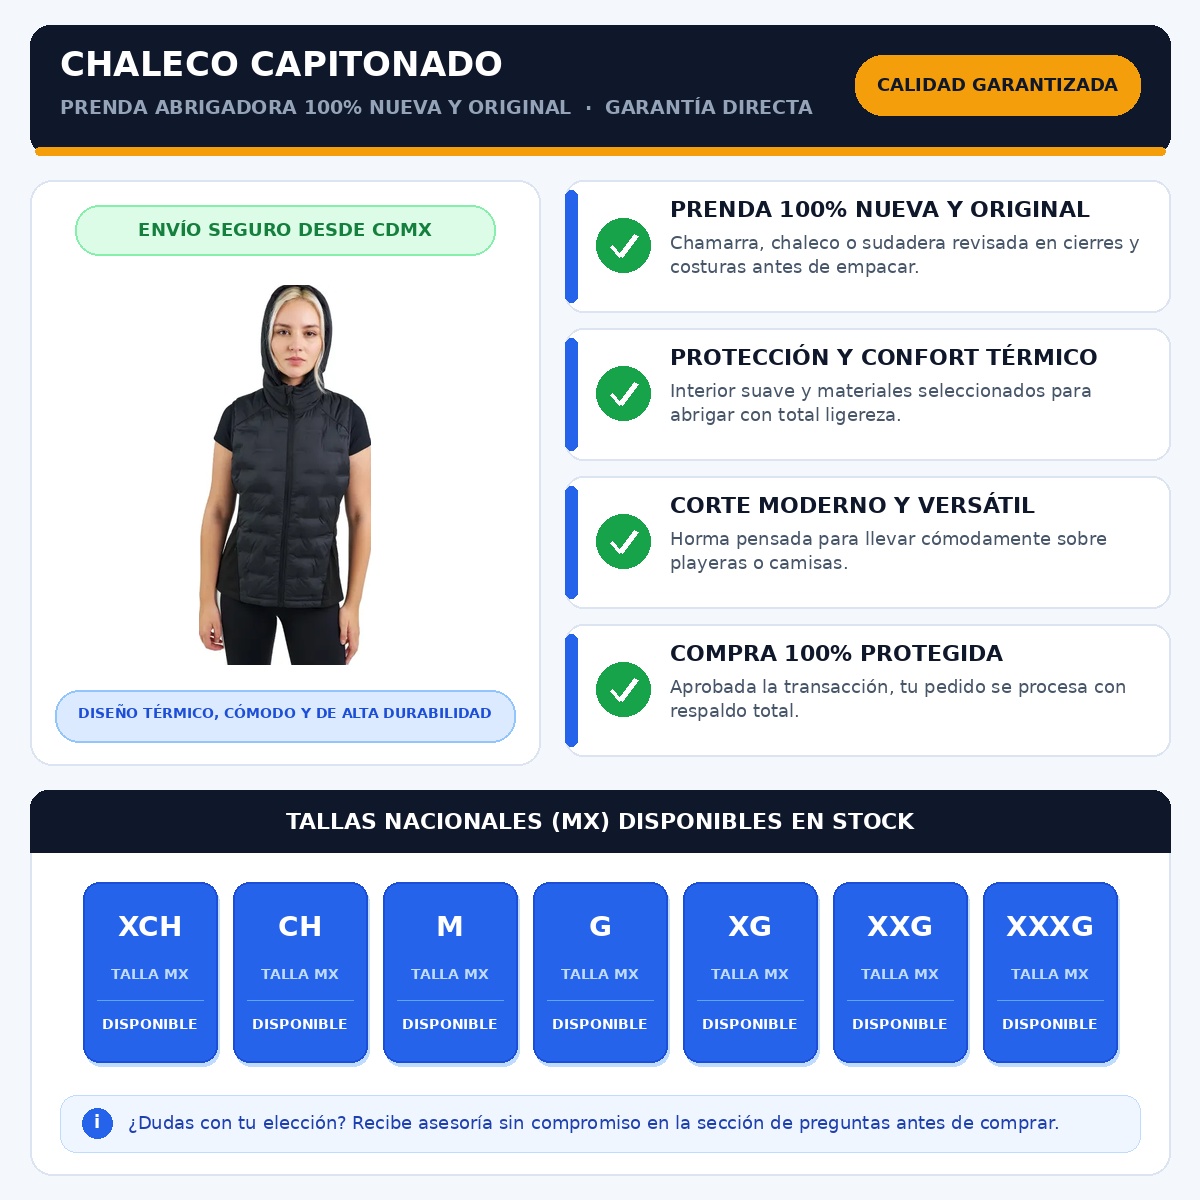 CHALECO CAPITONADO
PRENDA ABRIGADORA 100% NUEVA Y ORIGINAL · GARANTÍA DIRECTA
CALIDAD GARANTIZADA
ENVÍO SEGURO DESDE CDMX
DISEÑO TÉRMICO, CÓMODO Y DE ALTA DURABILIDAD
PRENDA 100% NUEVA Y ORIGINAL
Chamarra, chaleco o sudadera revisada en cierres y
costuras antes de empacar.
PROTECCIÓN Y CONFORT TÉRMICO
Interior suave y materiales seleccionados para
abrigar con total ligereza.
CORTE MODERNO Y VERSÁTIL
Horma pensada para llevar cómodamente sobre
playeras o camisas.
COMPRA 100% PROTEGIDA
Aprobada la transacción, tu pedido se procesa con
respaldo total.
TALLAS NACIONALES (MX) DISPONIBLES EN STOCK
XCH
TALLA MX
DISPONIBLE
CH
TALLA MX
DISPONIBLE
M
TALLA MX
DISPONIBLE
G
TALLA MX
DISPONIBLE
XG
TALLA MX
DISPONIBLE
XXG
TALLA MX
DISPONIBLE
XXXG
TALLA MX
DISPONIBLE
i ¿Dudas con tu elección? Recibe asesoría sin compromiso en la sección de preguntas antes de comprar.